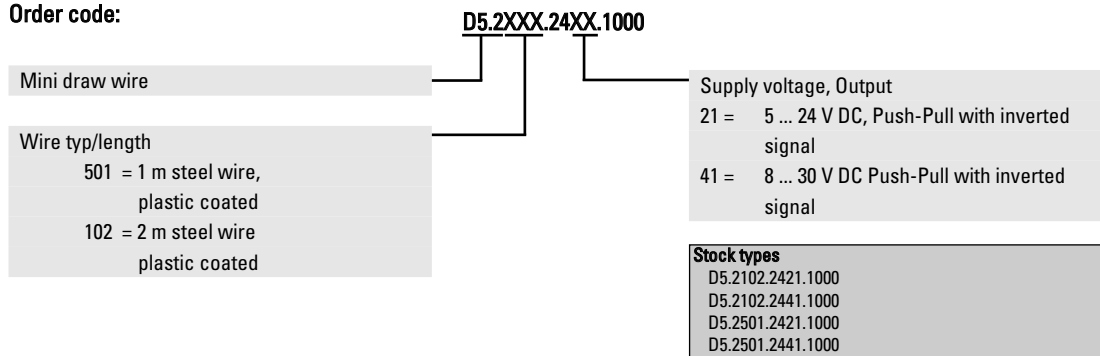 Order code:
D5.2XXX.24XX.1000
Mini draw wire
Wire typ/length
501 = 1 m steel wire,
plastic coated
102 = 2 m steel wire
plastic coated
Supply voltage, Output
21 = 5 ... 24 V DC, Push-Pull with inverted
signal
41 = 8 ... 30 V DC Push-Pull with inverted
signal
Stock types
D5.2102.2421.1000
D5.2102.2441.1000
D5.2501.2421.1000
D5.2501.2441.1000